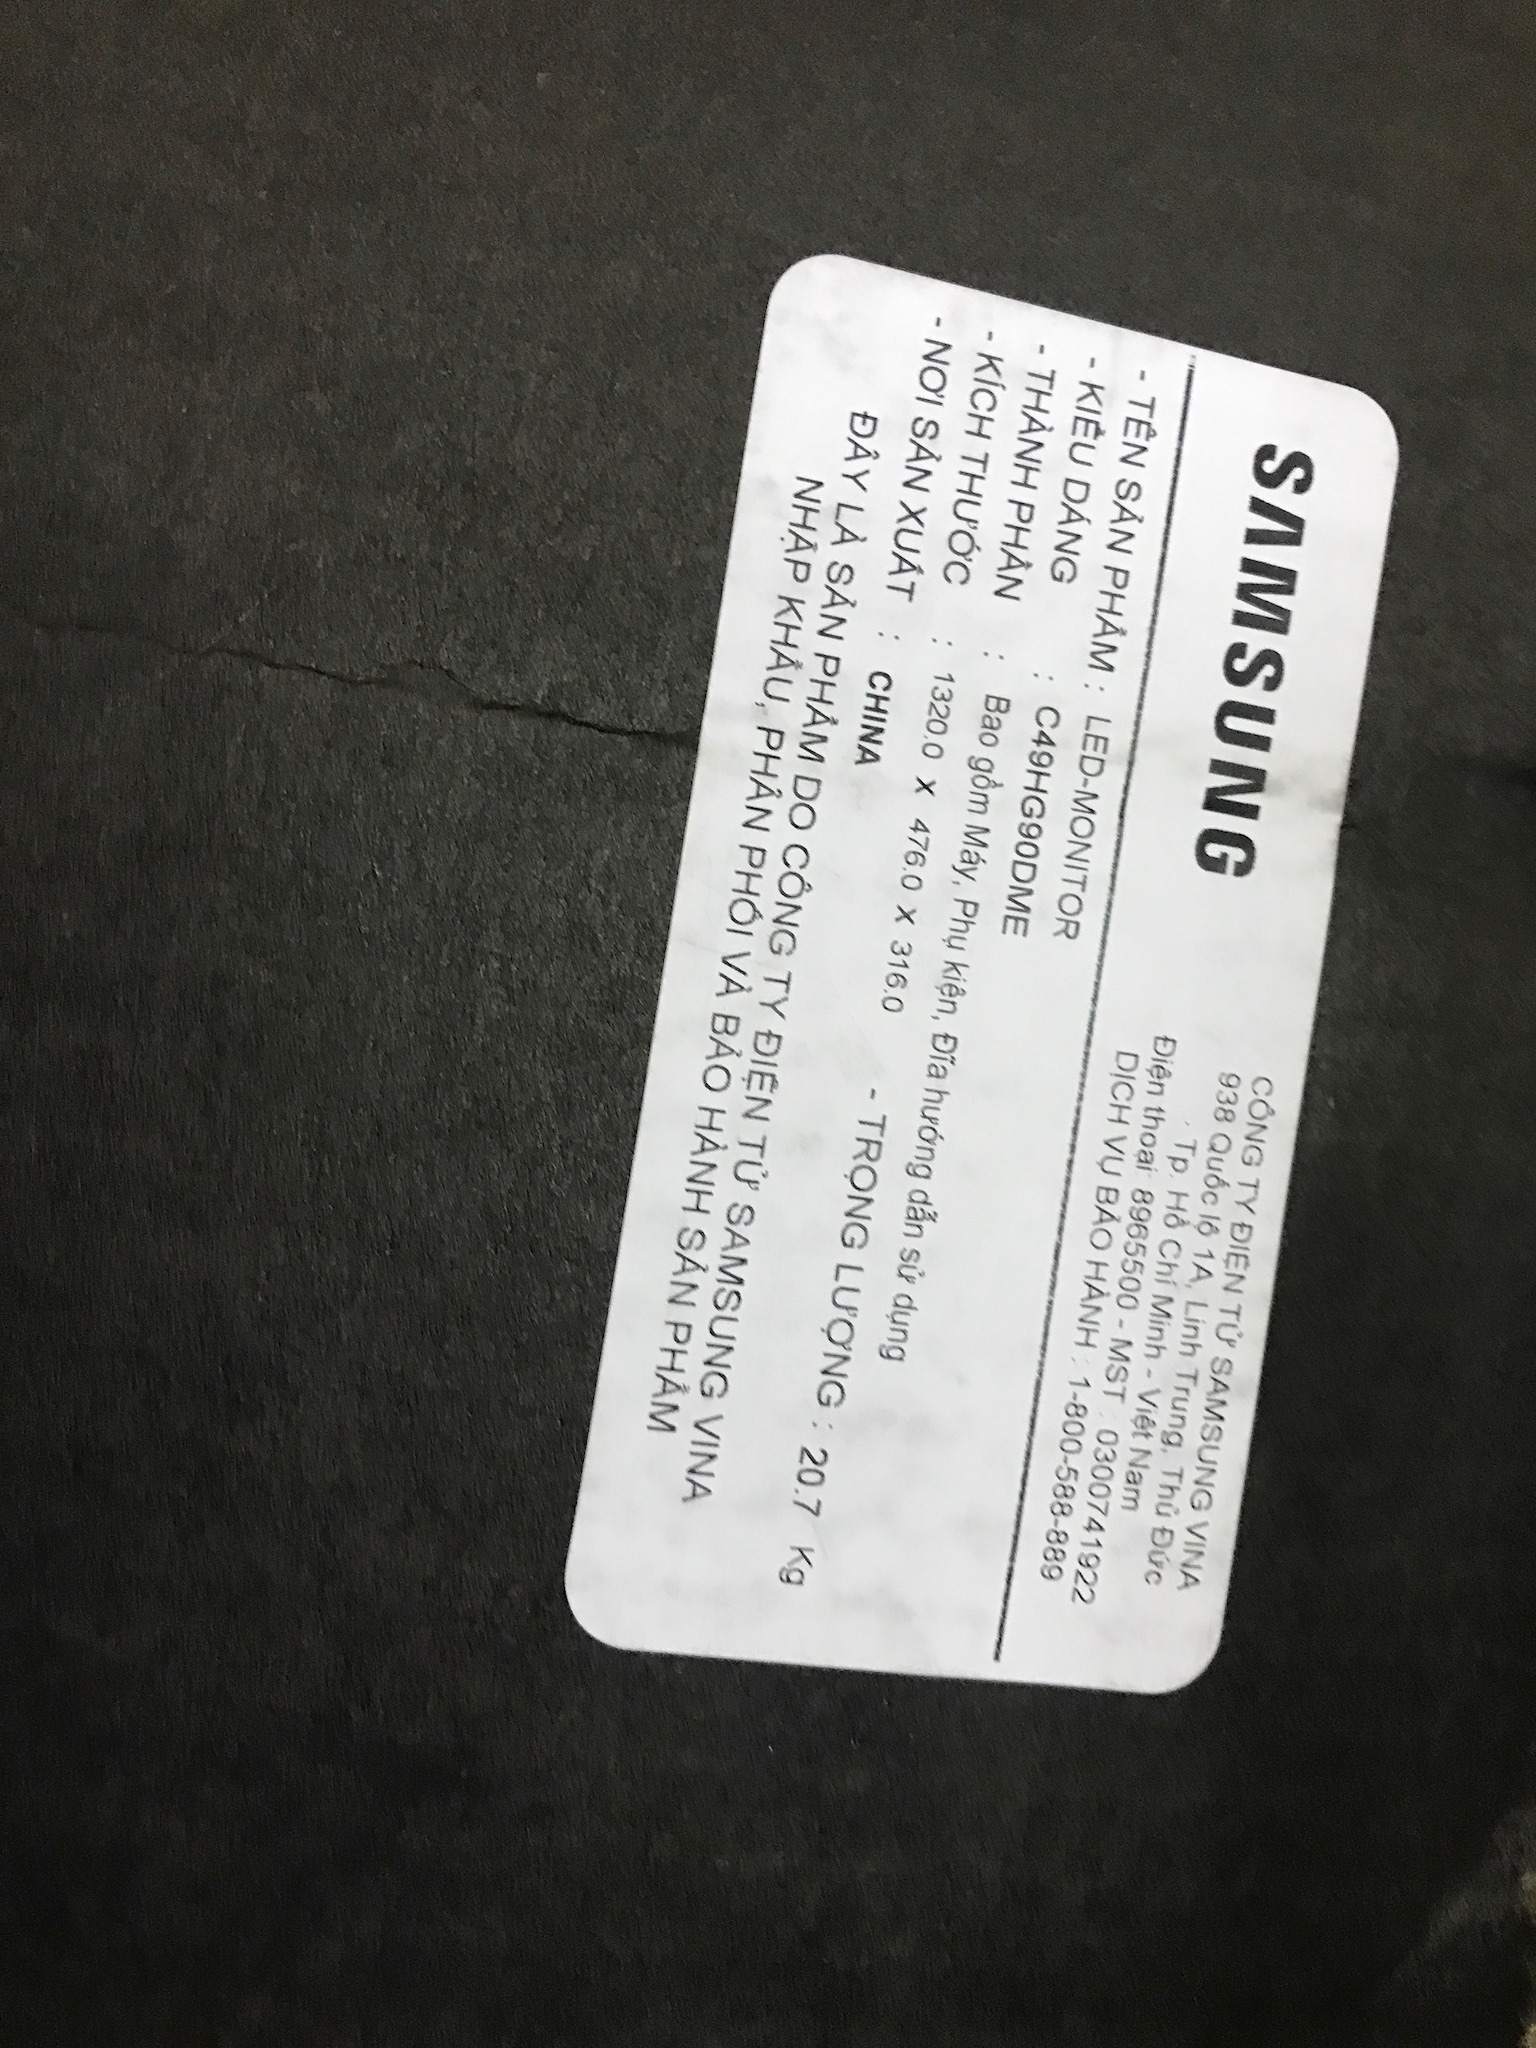 SAMSUNG
CÔNG TY ĐIỆN TỬ SAMSUNG VINA
938 Quốc lộ 1A, Linh Trung, Thủ Đức
Tp. Hồ Chí Minh - Việt Nam
Điện thoại: 8965500 - MST : 0300741922
DỊCH VỤ BẢO HÀNH : 1-800-588-889
- TÊN SẢN PHẨM : LED-MONITOR
- KIỂU DÁNG : C49HG90DME
- THÀNH PHẦN : Bao gồm Máy, Phụ kiện, Đĩa hướng dẫn sử dụng
- KÍCH THƯỚC : 1320.0 X 476.0 X 316.0 - TRỌNG LƯỢNG : 20.7 Kg
- NƠI SẢN XUẤT : CHINA
ĐÂY LÀ SẢN PHẨM DO CÔNG TY ĐIỆN TỬ SAMSUNG VINA
NHẬP KHẨU, PHÂN PHỐI VÀ BẢO HÀNH SẢN PHẨM